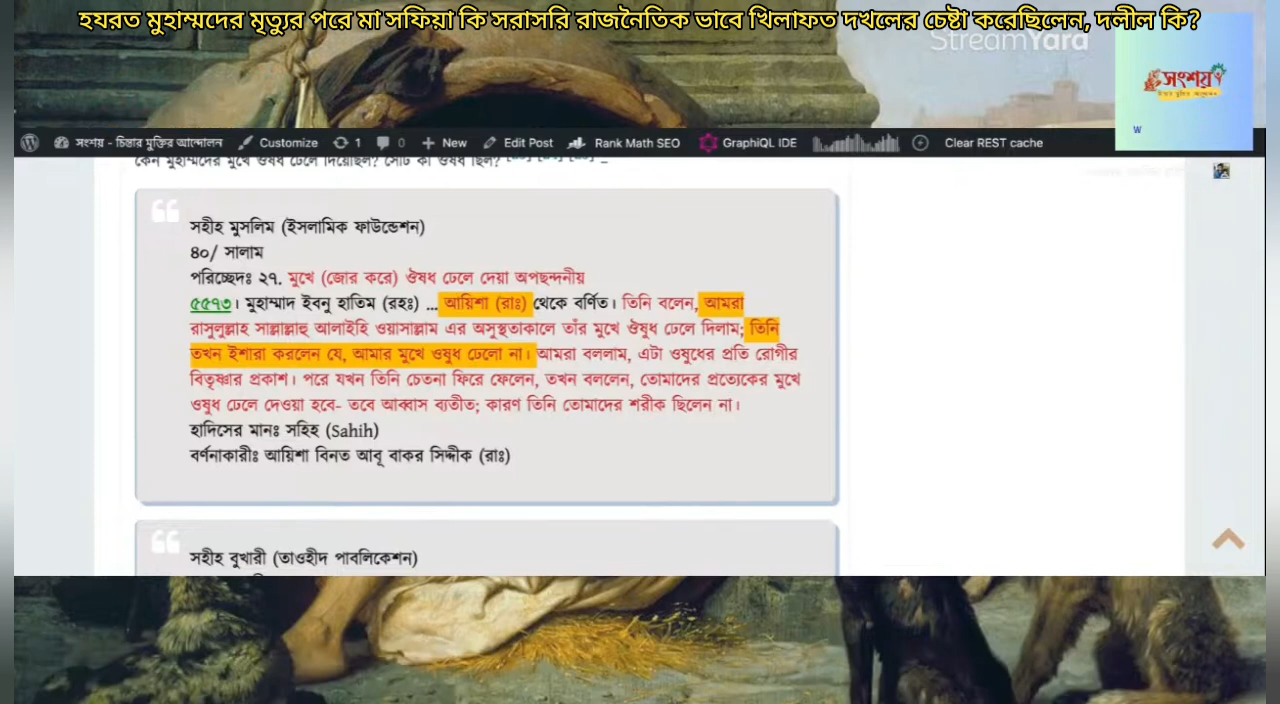 হযরত মুহাম্মদের মৃত্যুর পরে মা সফিয়া কি সরাসরি রাজনৈতিক ভাবে খিলাফত দখলের চেষ্টা করেছিলেন, দলীল কি?
StreamYard
সংশয়
W
সংশয় - চিন্তার মুক্তির আন্দোলন Customize 1 0 New Edit Post Rank Math SEO GraphiQL IDE Clear REST cache
কেন মুহাম্মদের মুখে ঔষধ ঢেলে দিয়েছিল? সেটি কী ঔষধ ছিল?
সহীহ মুসলিম (ইসলামিক ফাউন্ডেশন)
৪০/ সালাম
পরিচ্ছেদঃ ২৭. মুখে (জোর করে) ঔষধ ঢেলে দেয়া অপছন্দনীয়
৫৫৭৩। মুহাম্মাদ ইবনু হাতিম (রহঃ) ... আয়িশা (রাঃ) থেকে বর্ণিত। তিনি বলেন, আমরা
রাসুলুল্লাহ সাল্লাল্লাহু আলাইহি ওয়াসাল্লাম এর অসুস্থতাকালে তাঁর মুখে ঔষুধ ঢেলে দিলাম; তিনি
তখন ইশারা করলেন যে, আমার মুখে ওষুধ ঢেলো না। আমরা বললাম, এটা ওষুধের প্রতি রোগীর
বিতৃষ্ণার প্রকাশ। পরে যখন তিনি চেতনা ফিরে ফেলেন, তখন বললেন, তোমাদের প্রত্যেকের মুখে
ওষুধ ঢেলে দেওয়া হবে- তবে আব্বাস ব্যতীত; কারণ তিনি তোমাদের শরীক ছিলেন না।
হাদিসের মানঃ সহিহ (Sahih)
বর্ণনাকারীঃ আয়িশা বিনত আবূ বাকর সিদ্দীক (রাঃ)
সহীহ বুখারী (তাওহীদ পাবলিকেশন)